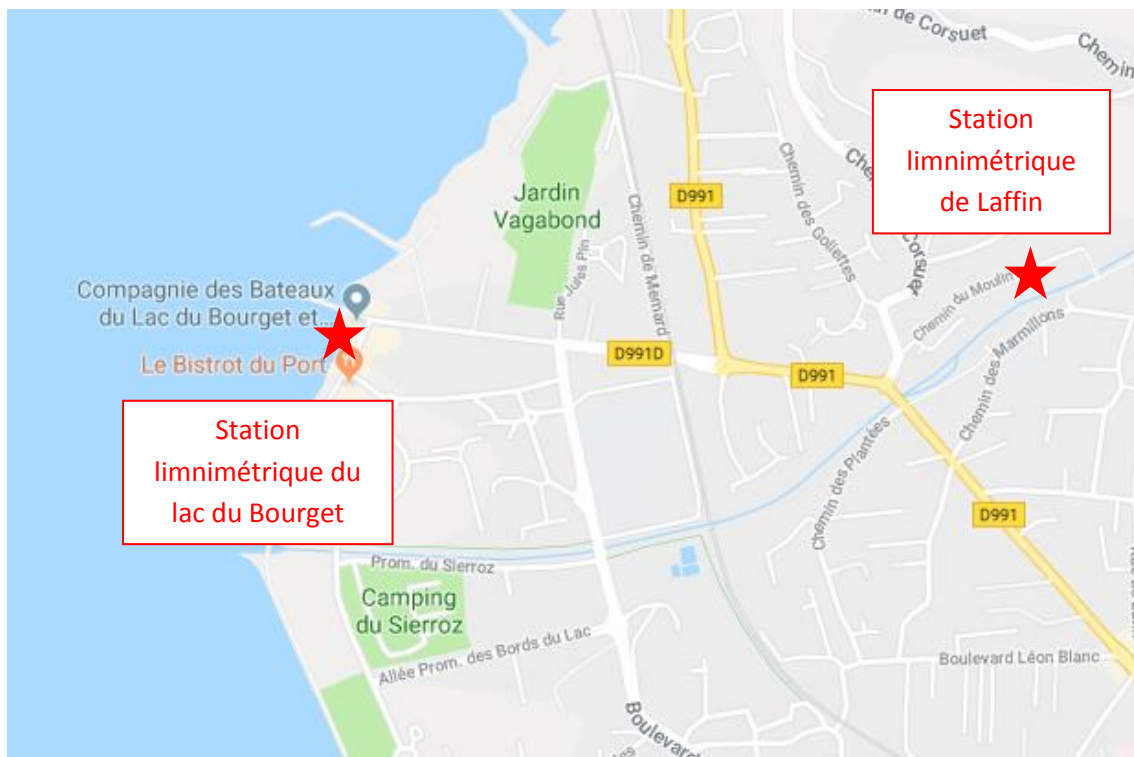 in de Corsuet
Chemin
Station
limnimétrique
de Laffin
Jardin
Vagabond
D991
Chemin des Goliettes
Corsuet
Chemin de Memard
Rue Jules Pin
Chemin du Moulin
Chemin des Marmillons
Compagnie des Bateaux
du Lac du Bourget et...
Le Bistrot du Port
D991D
D991
Station
limnimétrique du
lac du Bourget
Chemin des Plantées
D991
Prom. du Sierroz
Camping
du Sierroz
Allée Prom. des Bords du Lac
Boulevard Léon Blanc
Boulevard